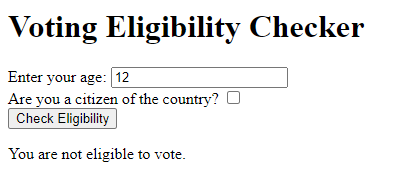 Voting Eligibility Checker
Enter your age: 12
Are you a citizen of the country?
Check Eligibility
You are not eligible to vote.